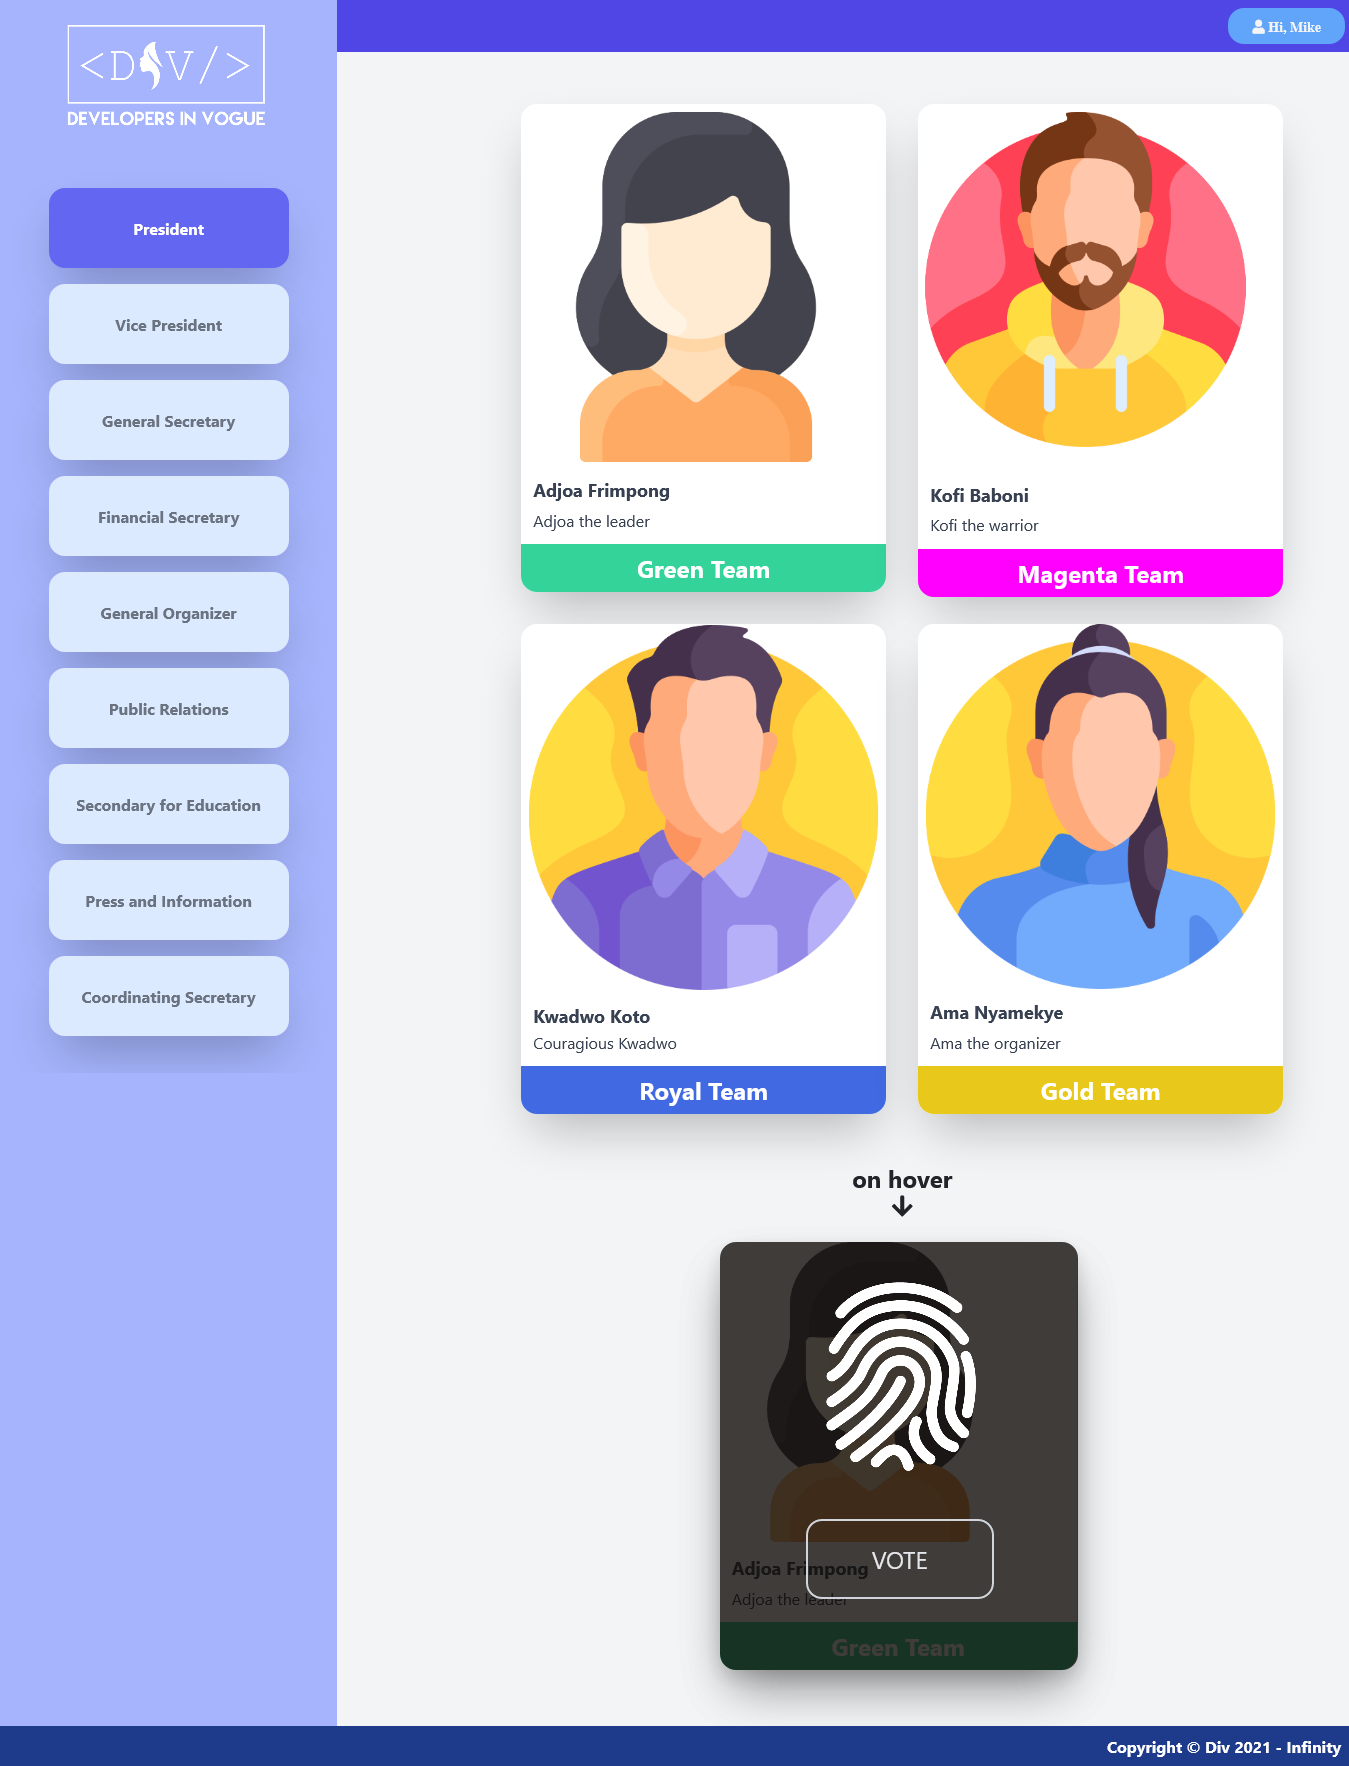 <D V/>
DEVELOPERS IN VOGUE
Hi, Mike
President
Vice President
General Secretary
Financial Secretary
General Organizer
Public Relations
Secondary for Education
Press and Information
Coordinating Secretary
Adjoa Frimpong
Adjoa the leader
Green Team
Kofi Baboni
Kofi the warrior
Magenta Team
Kwadwo Koto
Couragious Kwadwo
Royal Team
Ama Nyamekye
Ama the organizer
Gold Team
on hover
VOTE
Adjoa Frimpong
Adjoa the leader
Green Team
Copyright © Div 2021 - Infinity